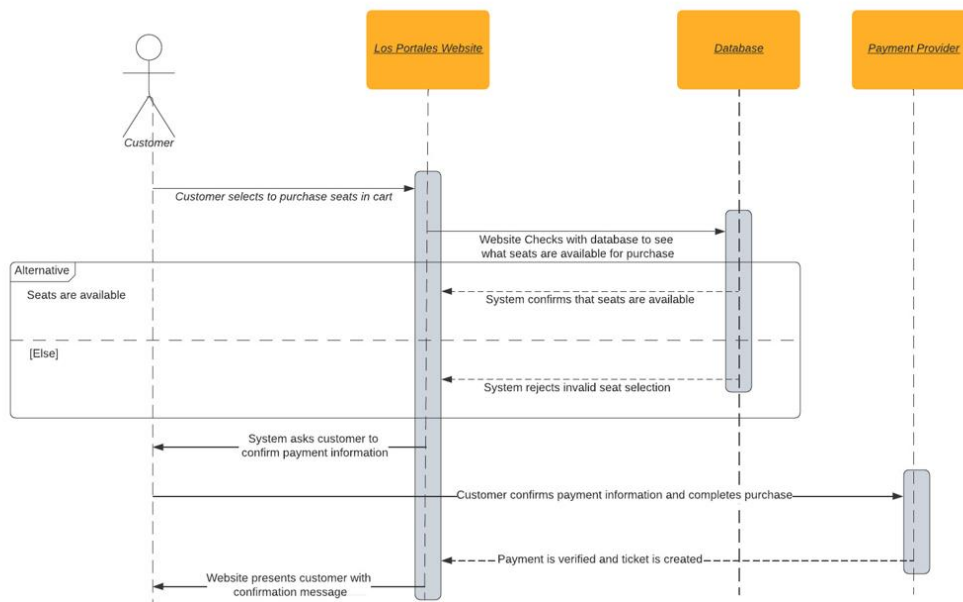 Los Portales Website
Database
Payment Provider
Customer
Customer selects to purchase seats in cart
Website Checks with database to see
what seats are available for purchase
Alternative
Seats are available
System confirms that seats are available
[Else]
System rejects invalid seat selection
System asks customer to
confirm payment information
Customer confirms payment information and completes purchase
Payment is verified and ticket is created
Website presents customer with
confirmation message